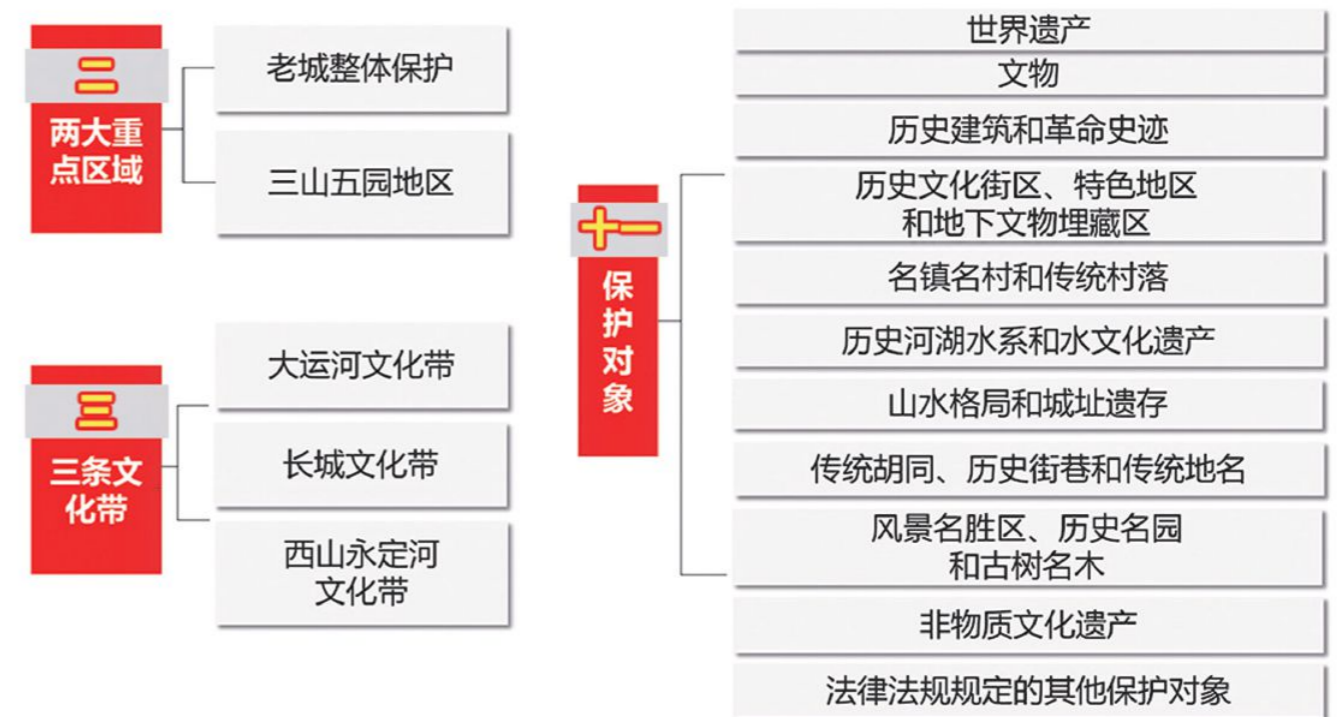 二
两大重
点区域
老城整体保护
三山五园地区
三
三条文
化带
大运河文化带
长城文化带
西山永定河
文化带
十一
保护对象
世界遗产
文物
历史建筑和革命史迹
历史文化街区、特色地区
和地下文物埋藏区
名镇名村和传统村落
历史河湖水系和水文化遗产
山水格局和城址遗存
传统胡同、历史街巷和传统地名
风景名胜区、历史名园
和古树名木
非物质文化遗产
法律法规规定的其他保护对象